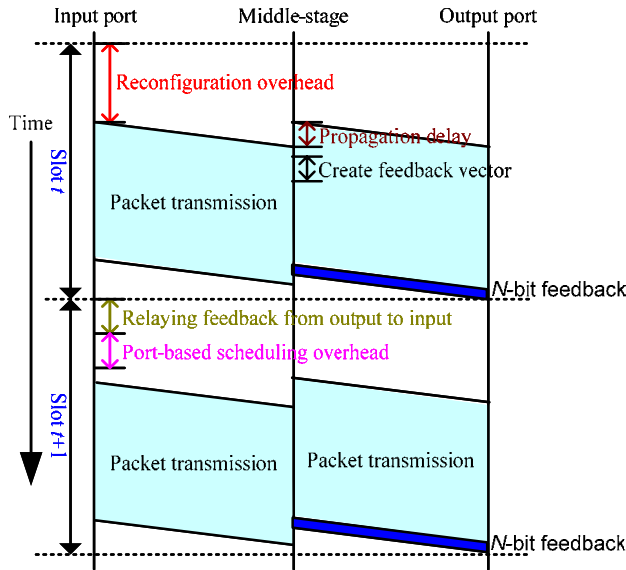 Input port
Middle-stage
Output port
Reconfiguration overhead
Time
Propagation delay
Slot t
Create feedback vector
Packet transmission
N-bit feedback
Relaying feedback from output to input
Port-based scheduling overhead
Slot t+1
Packet transmission
Packet transmission
N-bit feedback